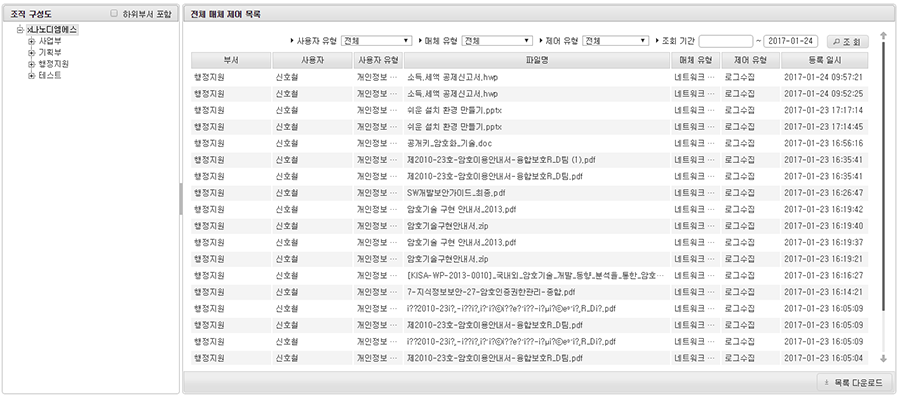 조직 구성도 하위부서 포함
x나노디엠에스
사업부
기획부
행정지원
테스트
전체 매체 제어 목록
사용자 유형 전체 매체 유형 전체 제어 유형 전체 조회 기간 ~ 2017-01-24 조 회
부서 사용자 사용자 유형 파일명 매체 유형 제어 유형 등록 일시
행정지원 신호철 개인정보 ··· 소득,세액 공제신고서.hwp 네트워크 ··· 로그수집 2017-01-24 09:57:21
행정지원 신호철 개인정보 ··· 소득,세액 공제신고서.hwp 네트워크 ··· 로그수집 2017-01-24 09:52:25
행정지원 신호철 개인정보 ··· 쉬운 설치 환경 만들기.pptx 네트워크 ··· 로그수집 2017-01-23 17:17:14
행정지원 신호철 개인정보 ··· 쉬운 설치 환경 만들기.pptx 네트워크 ··· 로그수집 2017-01-23 17:14:45
행정지원 신호철 개인정보 ··· 공개키_암호화_기술.doc 네트워크 ··· 로그수집 2017-01-23 16:56:16
행정지원 신호철 개인정보 ··· 제2010-23호-암호이용안내서-융합보호R_D팀 (1).pdf 네트워크 ··· 로그수집 2017-01-23 16:35:41
행정지원 신호철 개인정보 ··· 제2010-23호-암호이용안내서-융합보호R_D팀.pdf 네트워크 ··· 로그수집 2017-01-23 16:35:41
행정지원 신호철 개인정보 ··· SW개발보안가이드_최종.pdf 네트워크 ··· 로그수집 2017-01-23 16:26:47
행정지원 신호철 개인정보 ··· 암호기술 구현 안내서_2013.pdf 네트워크 ··· 로그수집 2017-01-23 16:19:42
행정지원 신호철 개인정보 ··· 암호기술구현안내서.zip 네트워크 ··· 로그수집 2017-01-23 16:19:40
행정지원 신호철 개인정보 ··· 암호기술 구현 안내서_2013.pdf 네트워크 ··· 로그수집 2017-01-23 16:19:37
행정지원 신호철 개인정보 ··· 암호기술구현안내서.zip 네트워크 ··· 로그수집 2017-01-23 16:19:21
행정지원 신호철 개인정보 ··· [KISA-WP-2013-0010]_국내외_암호기술_개발_동향_분석을_통한_암호··· 네트워크 ··· 로그수집 2017-01-23 16:16:27
행정지원 신호철 개인정보 ··· 7-지식정보보안-27-암호인증권한관리-종합.pdf 네트워크 ··· 로그수집 2017-01-23 16:14:21
행정지원 신호철 개인정보 ··· 네트워크 ··· 로그수집 2017-01-23 16:05:09
행정지원 신호철 개인정보 ··· 제2010-23호-암호이용안내서-융합보호R_D팀.pdf 네트워크 ··· 로그수집 2017-01-23 16:05:09
행정지원 신호철 개인정보 ··· 네트워크 ··· 로그수집 2017-01-23 16:05:09
행정지원 신호철 개인정보 ··· 제2010-23호-암호이용안내서-융합보호R_D팀.pdf 네트워크 ··· 로그수집 2017-01-23 16:05:04
목록 다운로드